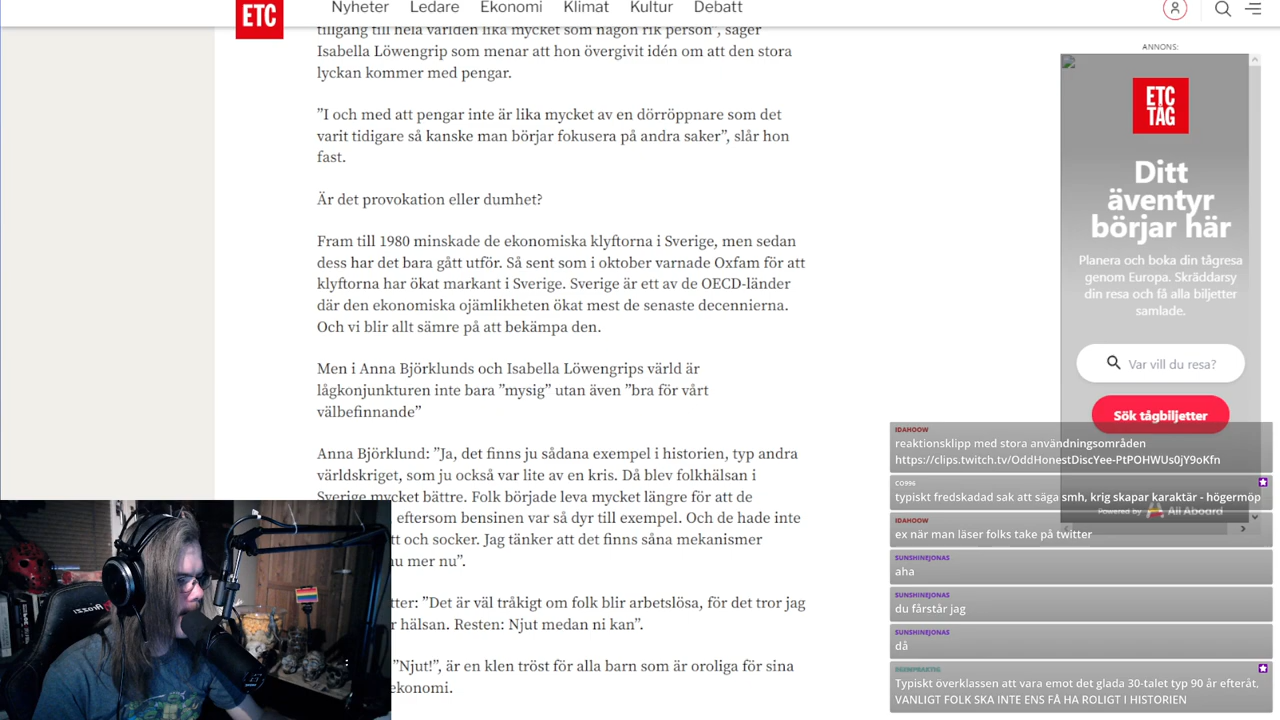 ETC
Nyheter Ledare Ekonomi Klimat Kultur Debatt
tillgång till hela världen lika mycket som någon rik person”, säger
Isabella Löwengrip som menar att hon övergivit idén om att den stora
lyckan kommer med pengar.
”I och med att pengar inte är lika mycket av en dörröppnare som det
varit tidigare så kanske man börjar fokusera på andra saker”, slår hon
fast.
Är det provokation eller dumhet?
Fram till 1980 minskade de ekonomiska klyftorna i Sverige, men sedan
dess har det bara gått utför. Så sent som i oktober varnade Oxfam för att
klyftorna har ökat markant i Sverige. Sverige är ett av de OECD-länder
där den ekonomiska ojämlikheten ökat mest de senaste decennierna.
Och vi blir allt sämre på att bekämpa den.
Men i Anna Björklunds och Isabella Löwengrips värld är
lågkonjunkturen inte bara ”mysig” utan även ”bra för vårt
välbefinnande”
Anna Björklund: ”Ja, det finns ju sådana exempel i historien, typ andra
världskriget, som ju också var lite av en kris. Då blev folkhälsan i
Sverige mycket bättre. Folk började leva mycket längre för att de
eftersom bensinen var så dyr till exempel. Och de hade inte
tt och socker. Jag tänker att det finns såna mekanismer
nu mer nu”.
tter: ”Det är väl tråkigt om folk blir arbetslösa, för det tror jag
r hälsan. Resten: Njut medan ni kan”.
”Njut!”, är en klen tröst för alla barn som är oroliga för sina
ekonomi.
ANNONS:
ETC
TAG
Ditt
äventyr
börjar här
Planera och boka din tågresa
genom Europa. Skräddarsy
din resa och få alla biljetter
samlade.
Var vill du resa?
Sök tågbiljetter
Powered by All Aboard
IDAHOOW
reaktionsklipp med stora användningsområden
https://clips.twitch.tv/OddHonestDiscYee-PtPOHWUs0jY9oKfn
CO996
typiskt fredskadad sak att säga smh, krig skapar karaktär - högermöp
IDAHOOW
ex när man läser folks take på twitter
SUNSHINEJONAS
aha
SUNSHINEJONAS
du fårstår jag
SUNSHINEJONAS
då
Typiskt överklassen att vara emot det glada 30-talet typ 90 år efteråt,
VANLIGT FOLK SKA INTE ENS FÅ HA ROLIGT I HISTORIEN